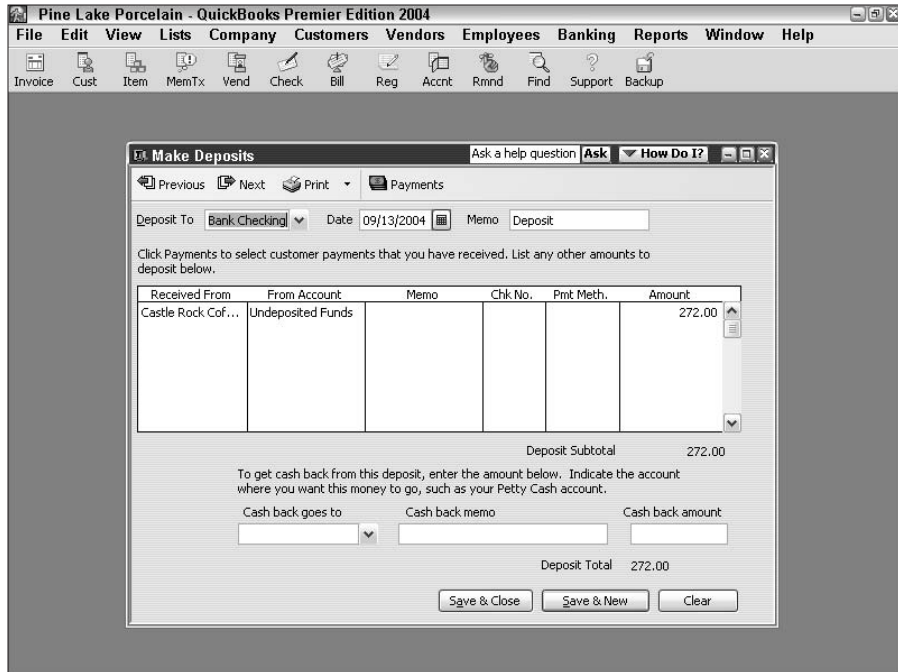 Pine Lake Porcelain - QuickBooks Premier Edition 2004
File Edit View Lists Company Customers Vendors Employees Banking Reports Window Help
Invoice Cust Item MemTx Vend Check Bill Reg Accnt Rmnd Find Support Backup
Make Deposits Ask a help question Ask How Do I?
Previous Next Print Payments
Deposit To Bank Checking Date 09/13/2004 Memo Deposit
Click Payments to select customer payments that you have received. List any other amounts to
deposit below.
Received From From Account Memo Chk No. Pmt Meth. Amount
Castle Rock Cof... Undeposited Funds 272.00
Deposit Subtotal 272.00
To get cash back from this deposit, enter the amount below. Indicate the account
where you want this money to go, such as your Petty Cash account.
Cash back goes to Cash back memo Cash back amount
Deposit Total 272.00
Save & Close Save & New Clear